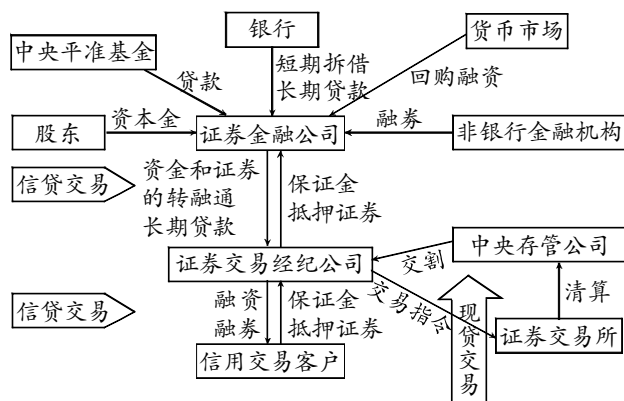 银行
货币市场
中央平准基金
贷款
短期拆借
长期贷款
回购融资
股东
资本金
证券金融公司
融券
非银行金融机构
信贷交易
资金和证券
的转融通
长期贷款
保证金
抵押证券
证券交易经纪公司
交割
中央存管公司
信贷交易
融资
融券
保证金
抵押证券
交易指令
现贷交易
清算
证券交易所
信用交易客户